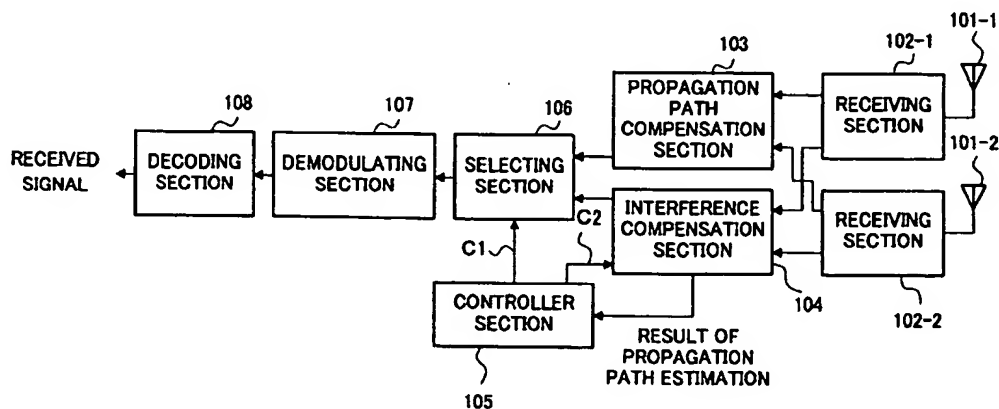 101-1
102-1
103
RECEIVING
SECTION
PROPAGATION
PATH
COMPENSATION
SECTION
106
107
108
101-2
RECEIVED
SIGNAL
DECODING
SECTION
DEMODULATING
SECTION
SELECTING
SECTION
INTERFERENCE
COMPENSATION
SECTION
RECEIVING
SECTION
C1
C2
104
102-2
CONTROLLER
SECTION
105
RESULT OF
PROPAGATION
PATH ESTIMATION